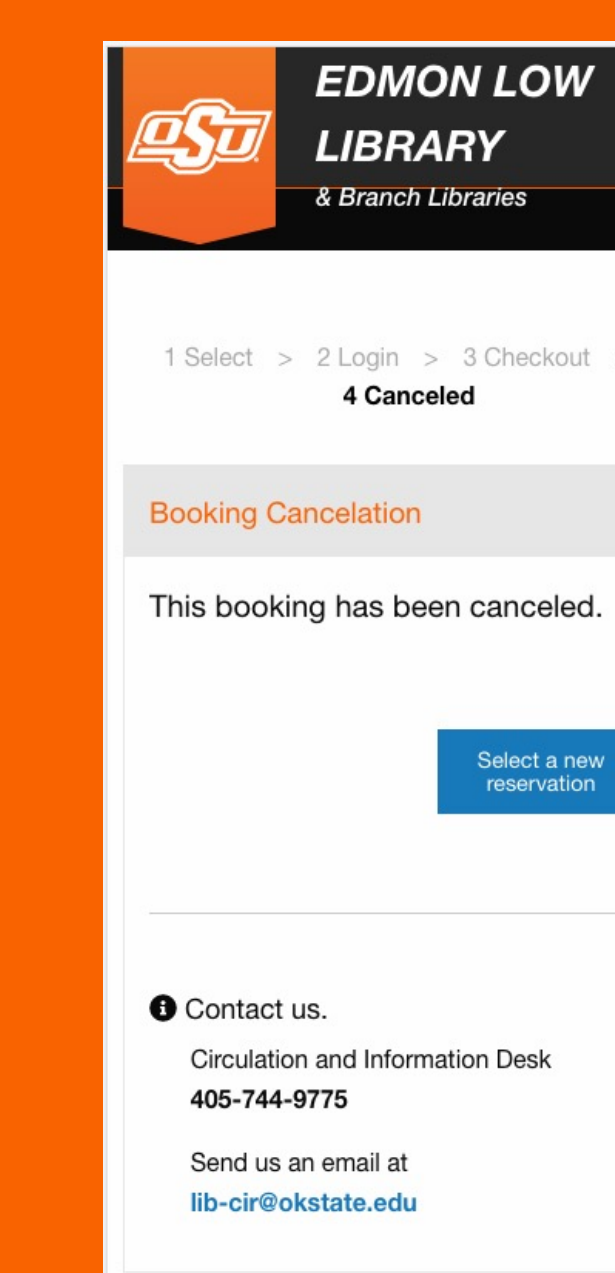 OSU
EDMON LOW
LIBRARY
& Branch Libraries
1 Select > 2 Login > 3 Checkout
4 Canceled
Booking Cancelation
This booking has been canceled.
Select a new
reservation
Contact us.
Circulation and Information Desk
405-744-9775
Send us an email at
lib-cir@okstate.edu